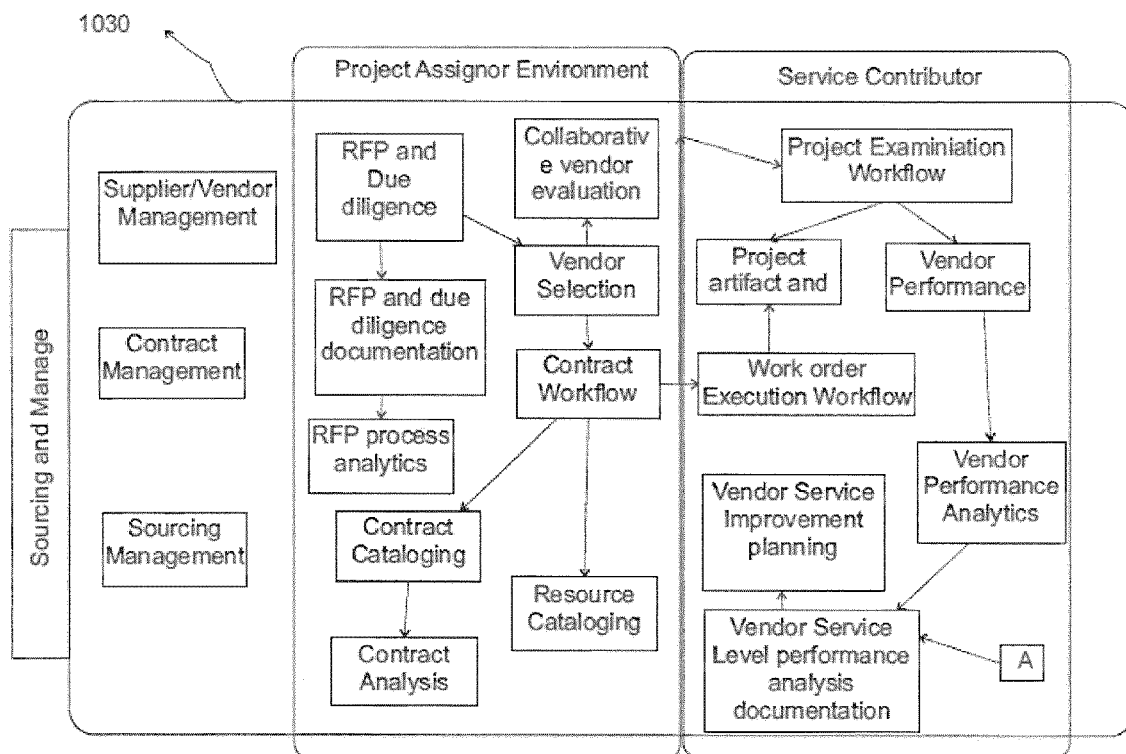 1030
Project Assignor Environment
Service Contributor
Sourcing and Manage
Supplier/Vendor
Management
Contract
Management
Sourcing
Management
RFP and
Due
diligence
Collaborativ
e vendor
evaluation
Vendor
Selection
RFP and due
diligence
documentation
Contract
Workflow
RFP process
analytics
Contract
Cataloging
Resource
Cataloging
Contract
Analysis
Project Examiniation
Workflow
Project
artifact and
Vendor
Performance
Work order
Execution Workflow
Vendor
Performance
Analytics
Vendor Service
Improvement
planning
Vendor Service
Level performance
analysis
documentation
A